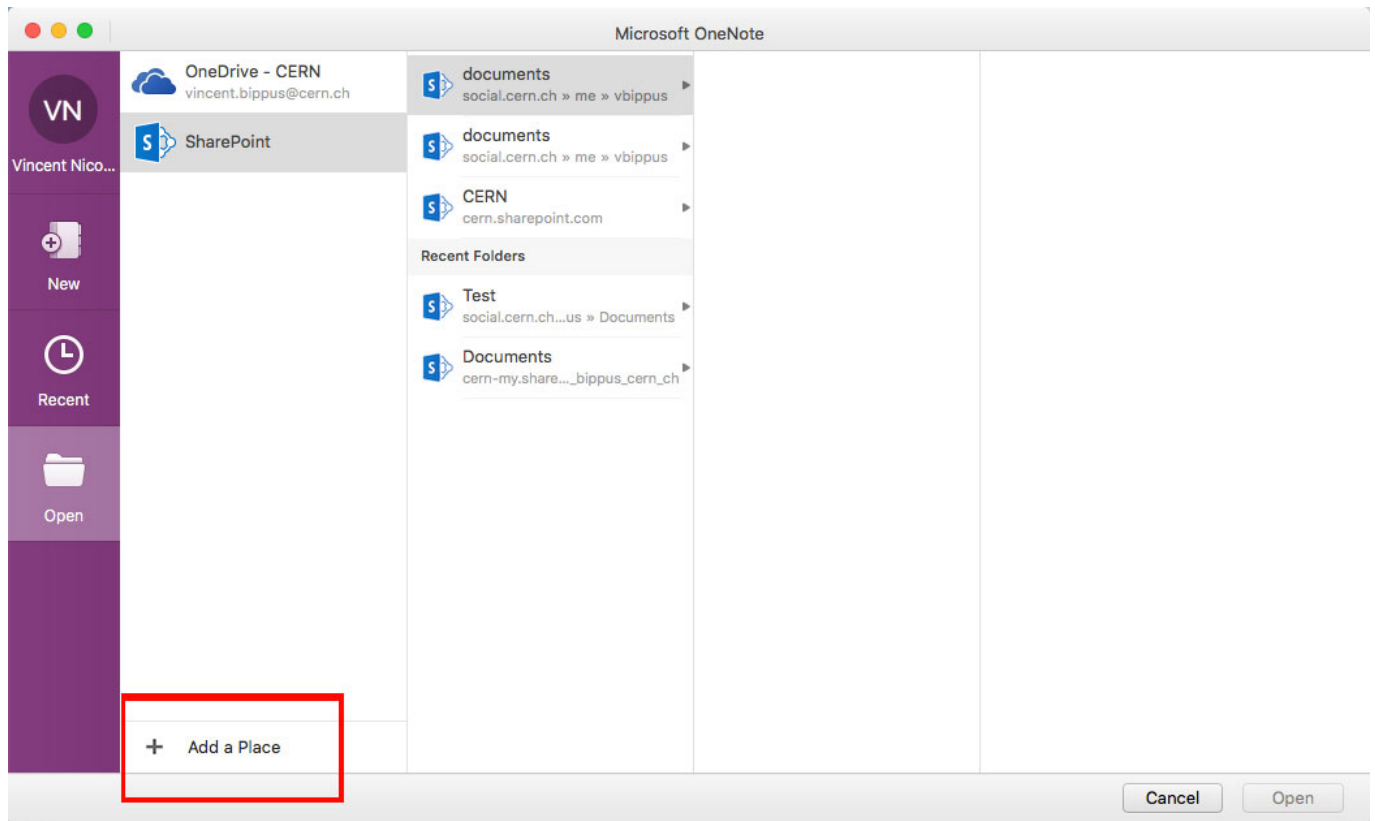 Microsoft OneNote
VN
Vincent Nico...
New
Recent
Open
OneDrive - CERN
vincent.bippus@cern.ch
SharePoint
+ Add a Place
documents
social.cern.ch » me » vbippus
documents
social.cern.ch » me » vbippus
CERN
cern.sharepoint.com
Recent Folders
Test
social.cern.ch...us » Documents
Documents
cern-my.share..._bippus_cern_ch
Cancel
Open